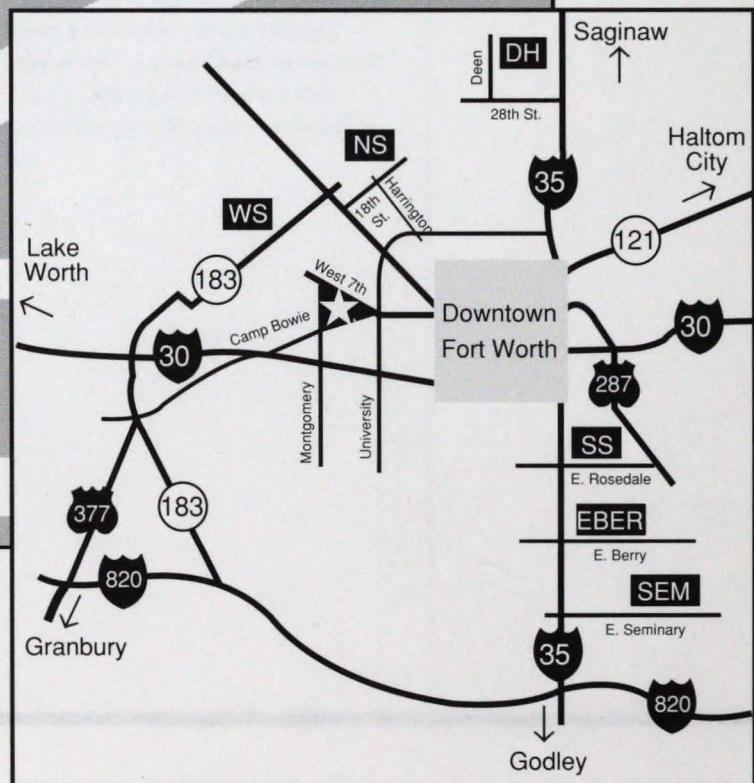 Saginaw
Deen
DH
28th St.
NS
Haltom
City
35
Harrington
18th
St.
WS
121
Lake
Worth
183
West 7th
Camp Bowie
Downtown
Fort Worth
30
30
287
Montgomery
University
SS
E. Rosedale
377
183
EBER
E. Berry
820
SEM
E. Seminary
Granbury
35
820
Godley